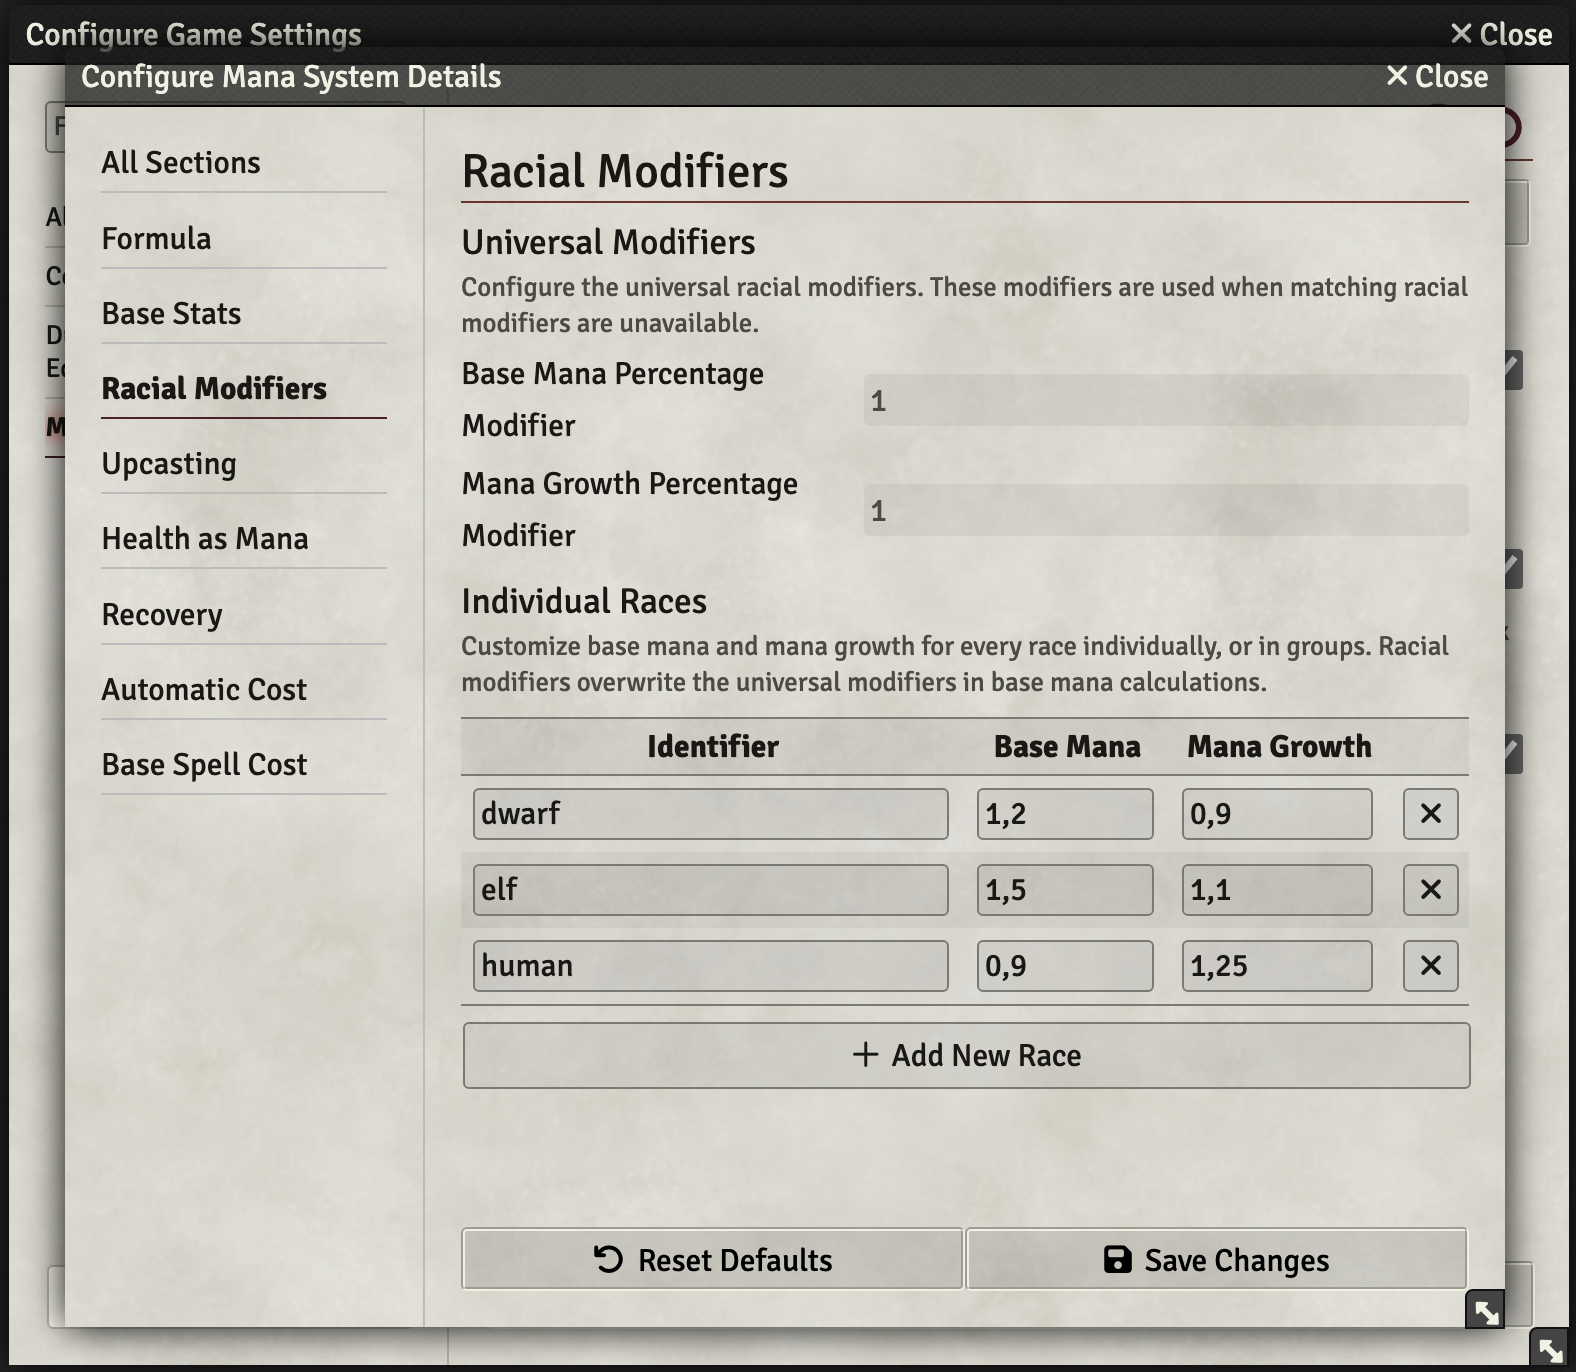 Configure Game Settings
Close
Configure Mana System Details
Close
All Sections
Formula
Base Stats
Racial Modifiers
Upcasting
Health as Mana
Recovery
Automatic Cost
Base Spell Cost
Racial Modifiers
Universal Modifiers
Configure the universal racial modifiers. These modifiers are used when matching racial
modifiers are unavailable.
Base Mana Percentage
Modifier
1
Mana Growth Percentage
Modifier
1
Individual Races
Customize base mana and mana growth for every race individually, or in groups. Racial
modifiers overwrite the universal modifiers in base mana calculations.
Identifier Base Mana Mana Growth
dwarf 1,2 0,9
elf 1,5 1,1
human 0,9 1,25
Add New Race
Reset Defaults
Save Changes